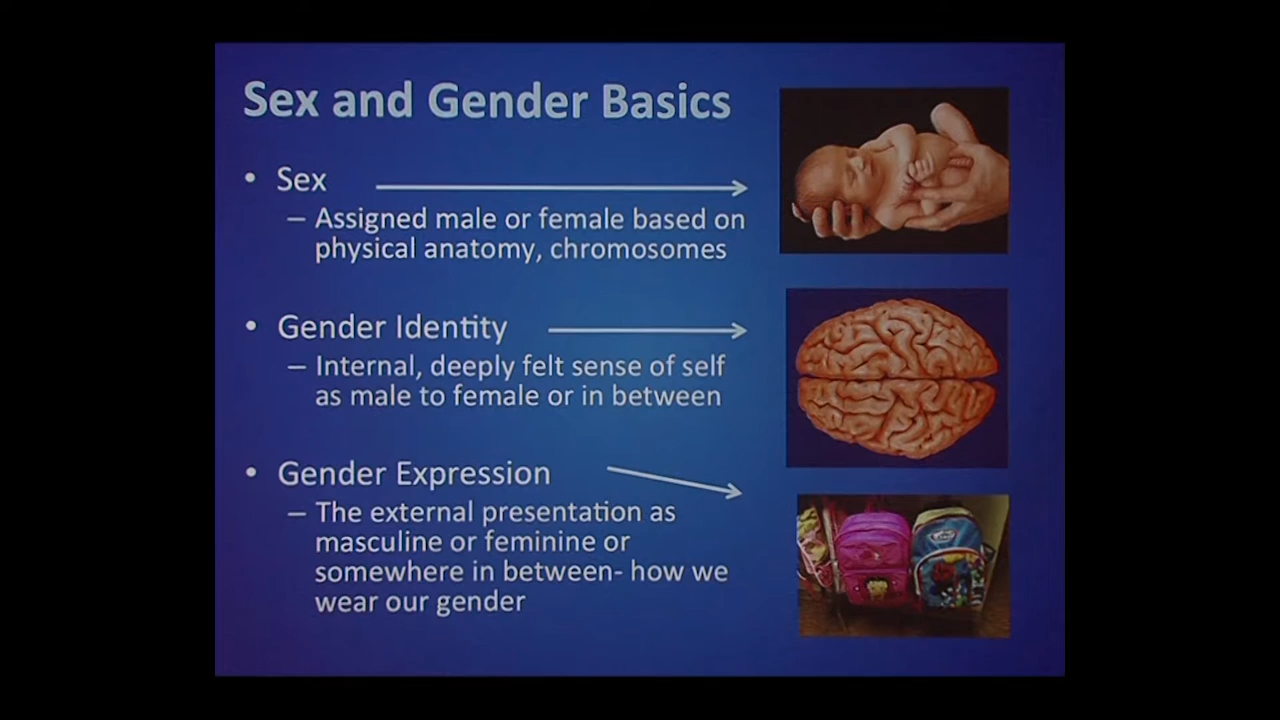 Sex and Gender Basics
• Sex
– Assigned male or female based on
physical anatomy, chromosomes
• Gender Identity
– Internal, deeply felt sense of self
as male to female or in between
• Gender Expression
– The external presentation as
masculine or feminine or
somewhere in between- how we
wear our gender